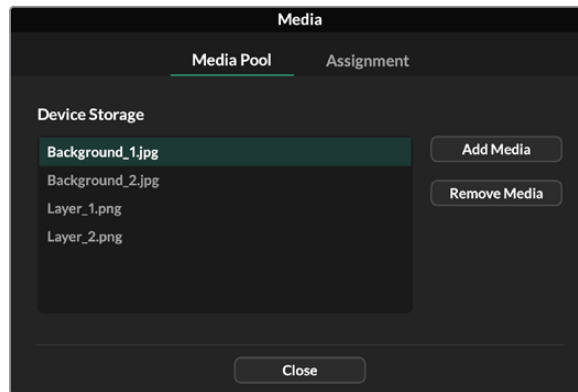 Media
Media Pool Assignment
Device Storage
Background_1.jpg Add Media
Background_2.jpg
Remove Media
Layer_1.png
Layer_2.png
Close